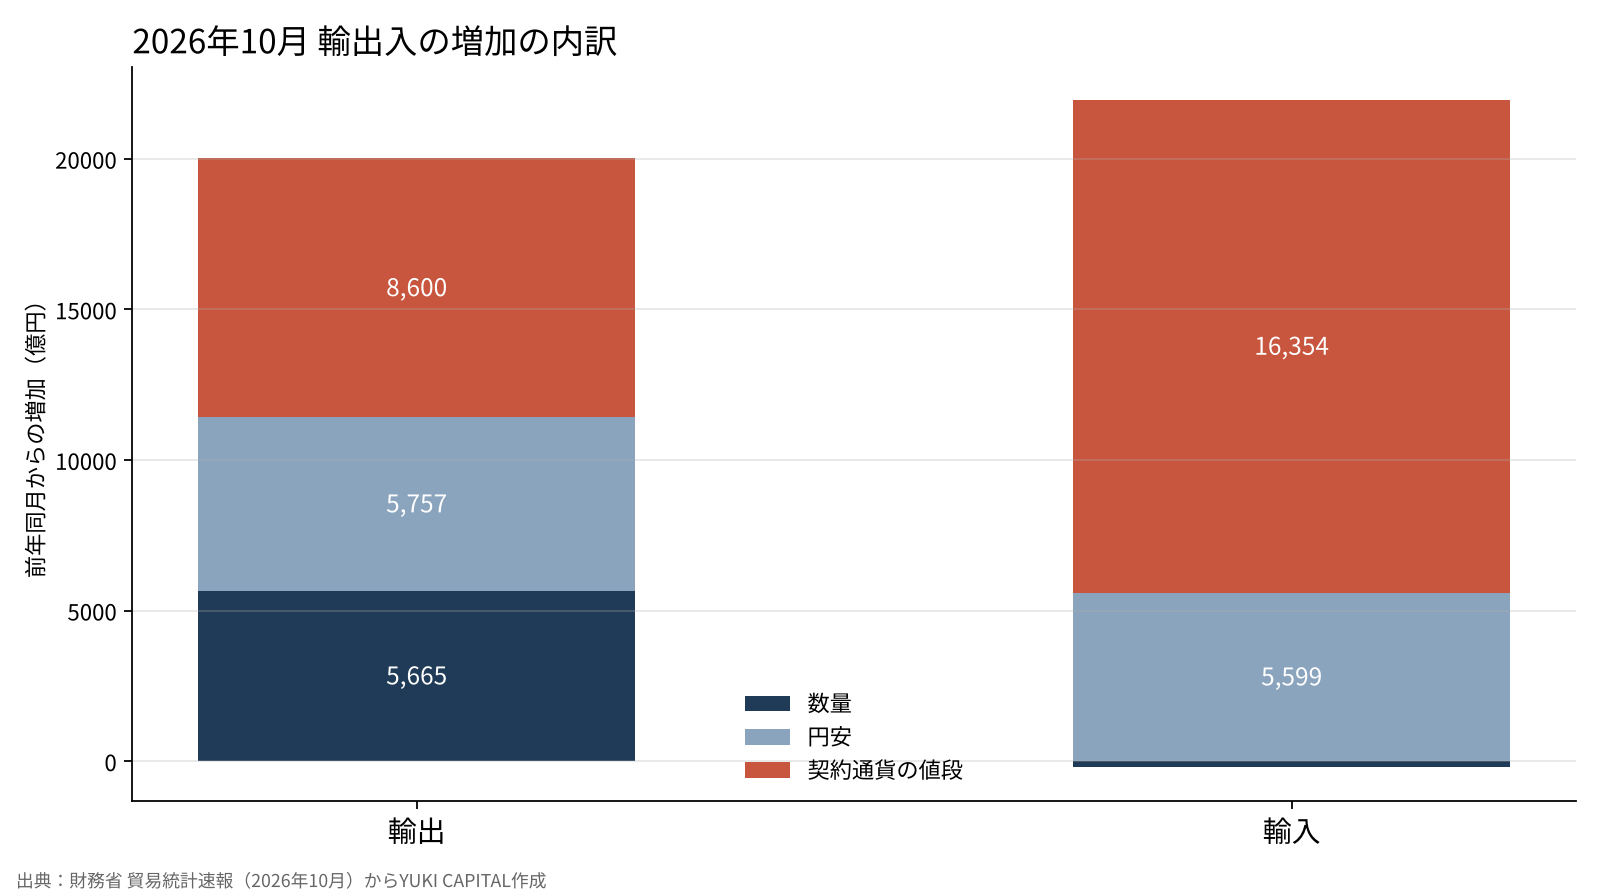 2026年10月 輸出入の増加の内訳
前年同月からの増加（億円）
20000
15000
10000
5000
0
8,600
5,757
5,665
16,354
5,599
数量
円安
契約通貨の値段
輸出
輸入
出典：財務省 貿易統計速報（2026年10月）からYUKI CAPITAL作成